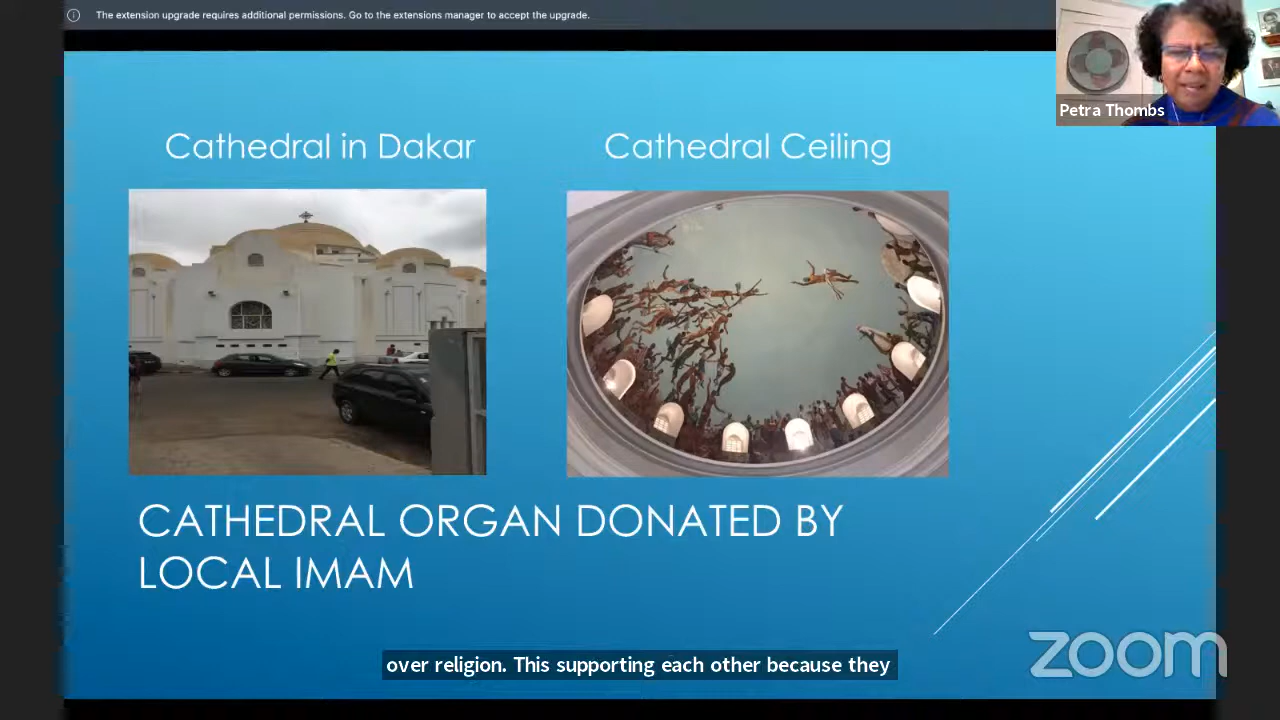 The extension upgrade requires additional permissions. Go to the extensions manager to accept the upgrade.
Petra Thombs
Cathedral in Dakar
Cathedral Ceiling
CATHEDRAL ORGAN DONATED BY
LOCAL IMAM
over religion. This supporting each other because they
zoom